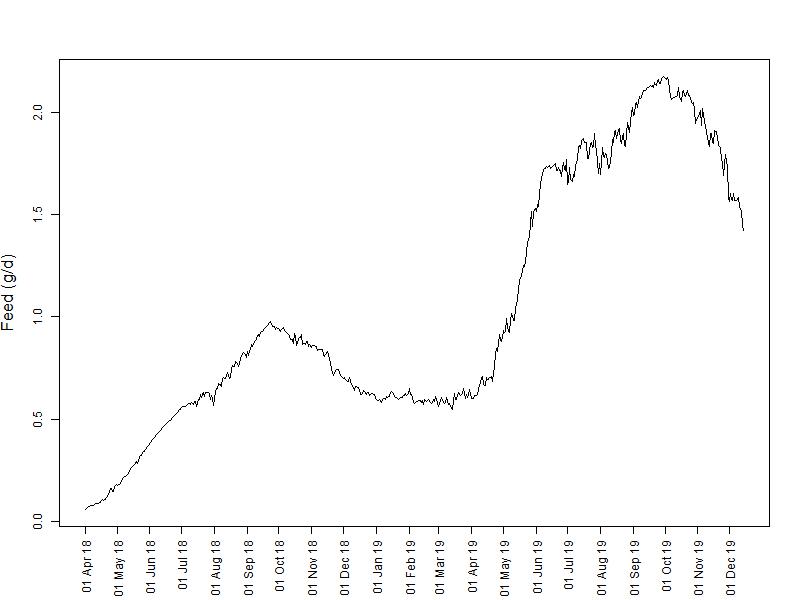 Feed (g/d)
2.0
1.5
1.0
0.5
0.0
01 Apr 18
01 May 18
01 Jun 18
01 Jul 18
01 Aug 18
01 Sep 18
01 Oct 18
01 Nov 18
01 Dec 18
01 Jan 19
01 Feb 19
01 Mar 19
01 Apr 19
01 May 19
01 Jun 19
01 Jul 19
01 Aug 19
01 Sep 19
01 Oct 19
01 Nov 19
01 Dec 19